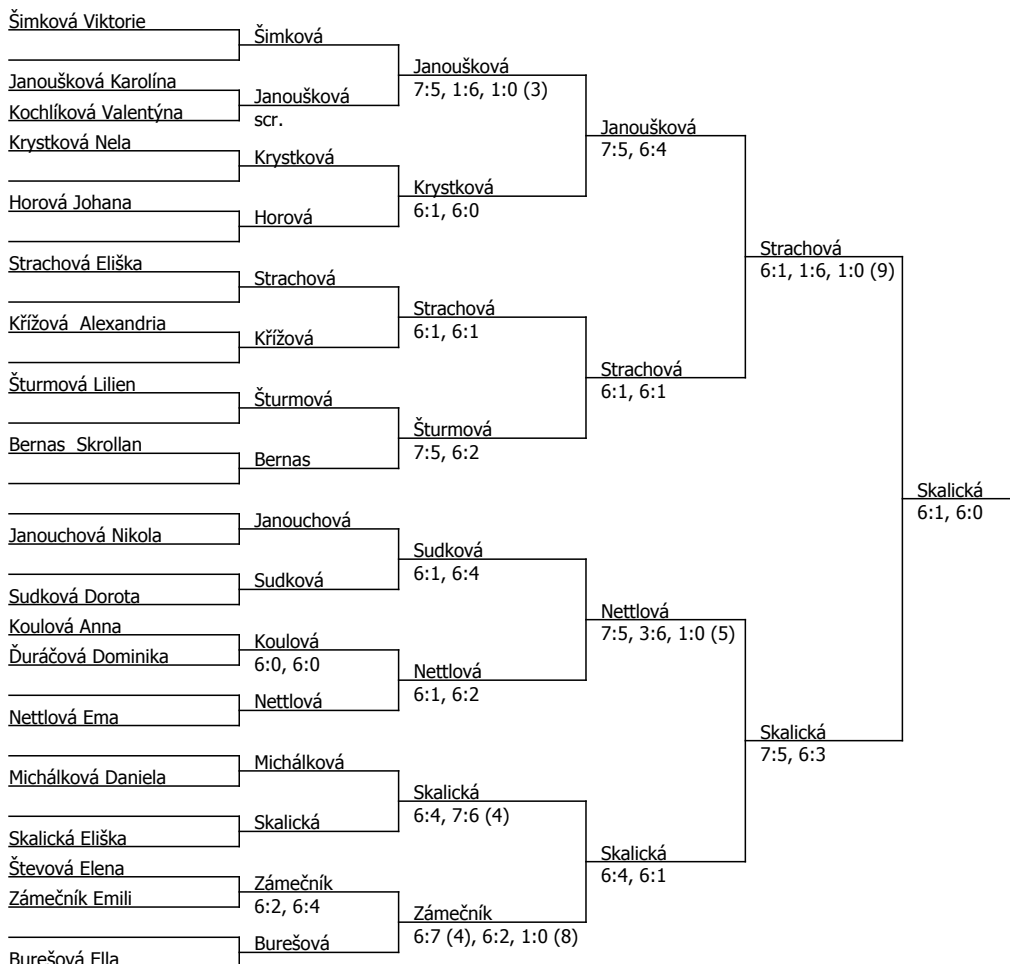 Šimková Viktorie
Janoušková Karolína
Kochlíková Valentýna
Krystková Nela
Horová Johana
Strachová Eliška
Křížová  Alexandria
Šturmová Lilien
Bernas  Skrollan
Janouchová Nikola
Sudková Dorota
Koulová Anna
Ďuráčová Dominika
Nettlová Ema
Michálková Daniela
Skalická Eliška
Števová Elena
Zámečník Emili
Burešová Ella
Šimková
Janoušková
scr.
Krystková
Horová
Strachová
Křížová
Šturmová
Bernas
Janouchová
Sudková
Koulová
6:0, 6:0
Nettlová
Michálková
Skalická
Zámečník
6:2, 6:4
Burešová
Janoušková
7:5, 1:6, 1:0 (3)
Krystková
6:1, 6:0
Strachová
6:1, 6:1
Šturmová
7:5, 6:2
Sudková
6:1, 6:4
Nettlová
6:1, 6:2
Skalická
6:4, 7:6 (4)
Zámečník
6:7 (4), 6:2, 1:0 (8)
Janoušková
7:5, 6:4
Strachová
6:1, 6:1
Nettlová
7:5, 3:6, 1:0 (5)
Skalická
6:4, 6:1
Strachová
6:1, 1:6, 1:0 (9)
Skalická
7:5, 6:3
Skalická
6:1, 6:0